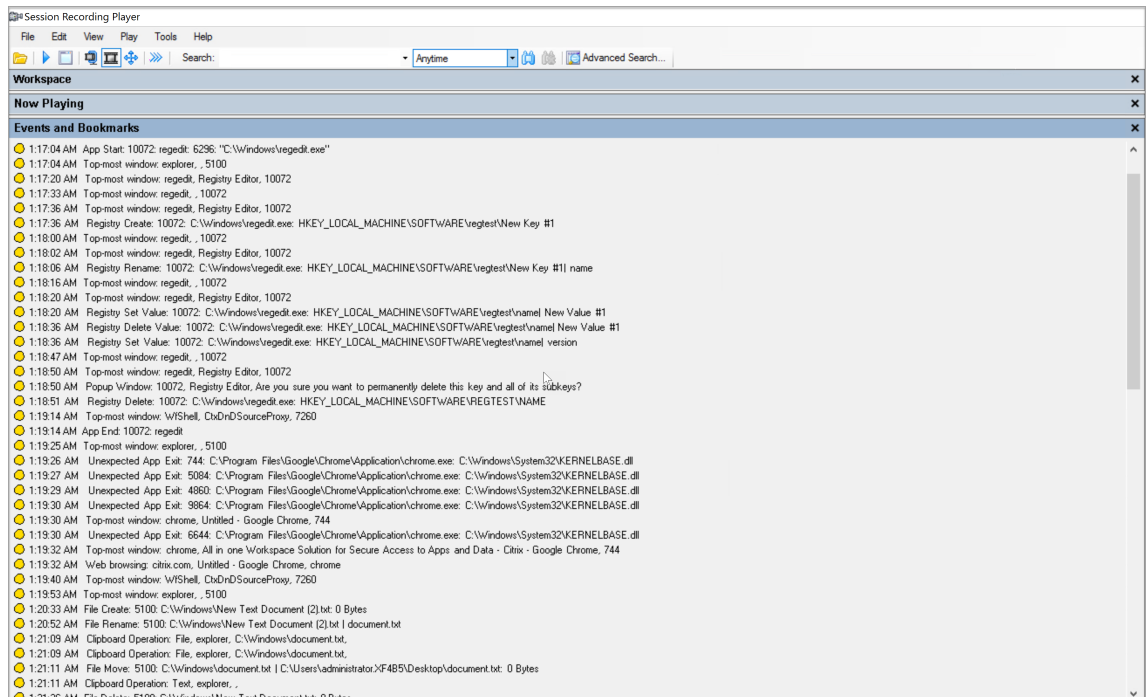 Session Recording Player
File Edit View Play Tools Help
Search: Anytime Advanced Search...
Workspace
Now Playing
Events and Bookmarks
1:17:04 AM App Start: 10072: regedit: 6296: "C:\Windows\regedit.exe"
1:17:04 AM Top-most window: explorer, , 5100
1:17:20 AM Top-most window: regedit, Registry Editor, 10072
1:17:33 AM Top-most window: regedit, , 10072
1:17:36 AM Top-most window: regedit, Registry Editor, 10072
1:17:36 AM Registry Create: 10072: C:\Windows\regedit.exe: HKEY_LOCAL_MACHINE\SOFTWARE\regtest\New Key #1
1:18:00 AM Top-most window: regedit, , 10072
1:18:02 AM Top-most window: regedit, Registry Editor, 10072
1:18:06 AM Registry Rename: 10072: C:\Windows\regedit.exe: HKEY_LOCAL_MACHINE\SOFTWARE\regtest\New Key #1| name
1:18:16 AM Top-most window: regedit, , 10072
1:18:20 AM Top-most window: regedit, Registry Editor, 10072
1:18:20 AM Registry Set Value: 10072: C:\Windows\regedit.exe: HKEY_LOCAL_MACHINE\SOFTWARE\regtest\name| New Value #1
1:18:36 AM Registry Delete Value: 10072: C:\Windows\regedit.exe: HKEY_LOCAL_MACHINE\SOFTWARE\regtest\name| New Value #1
1:18:36 AM Registry Set Value: 10072: C:\Windows\regedit.exe: HKEY_LOCAL_MACHINE\SOFTWARE\regtest\name| version
1:18:47 AM Top-most window: regedit, , 10072
1:18:50 AM Top-most window: regedit, Registry Editor, 10072
1:18:50 AM Popup Window: 10072, Registry Editor, Are you sure you want to permanently delete this key and all of its subkeys?
1:18:51 AM Registry Delete: 10072: C:\Windows\regedit.exe: HKEY_LOCAL_MACHINE\SOFTWARE\REGTEST\NAME
1:19:14 AM Top-most window: WfShell, CtxDnDSourceProxy, 7260
1:19:14 AM App End: 10072: regedit
1:19:25 AM Top-most window: explorer, , 5100
1:19:26 AM Unexpected App Exit: 744: C:\Program Files\Google\Chrome\Application\chrome.exe: C:\Windows\System32\KERNELBASE.dll
1:19:27 AM Unexpected App Exit: 5084: C:\Program Files\Google\Chrome\Application\chrome.exe: C:\Windows\System32\KERNELBASE.dll
1:19:29 AM Unexpected App Exit: 4860: C:\Program Files\Google\Chrome\Application\chrome.exe: C:\Windows\System32\KERNELBASE.dll
1:19:30 AM Unexpected App Exit: 9864: C:\Program Files\Google\Chrome\Application\chrome.exe: C:\Windows\System32\KERNELBASE.dll
1:19:30 AM Top-most window: chrome, Untitled - Google Chrome, 744
1:19:30 AM Unexpected App Exit: 6644: C:\Program Files\Google\Chrome\Application\chrome.exe: C:\Windows\System32\KERNELBASE.dll
1:19:32 AM Top-most window: chrome, All in one Workspace Solution for Secure Access to Apps and Data - Citrix - Google Chrome, 744
1:19:32 AM Web browsing: citrix.com, Untitled - Google Chrome, chrome
1:19:40 AM Top-most window: WfShell, CtxDnDSourceProxy, 7260
1:19:53 AM Top-most window: explorer, , 5100
1:20:33 AM File Create: 5100: C:\Windows\New Text Document (2).txt: 0 Bytes
1:20:52 AM File Rename: 5100: C:\Windows\New Text Document (2).txt | document.txt
1:21:09 AM Clipboard Operation: File, explorer, C:\Windows\document.txt,
1:21:09 AM Clipboard Operation: File, explorer, C:\Windows\document.txt,
1:21:11 AM File Move: 5100: C:\Windows\document.txt | C:\Users\administrator.XF4B5\Desktop\document.txt: 0 Bytes
1:21:11 AM Clipboard Operation: Text, explorer, ,